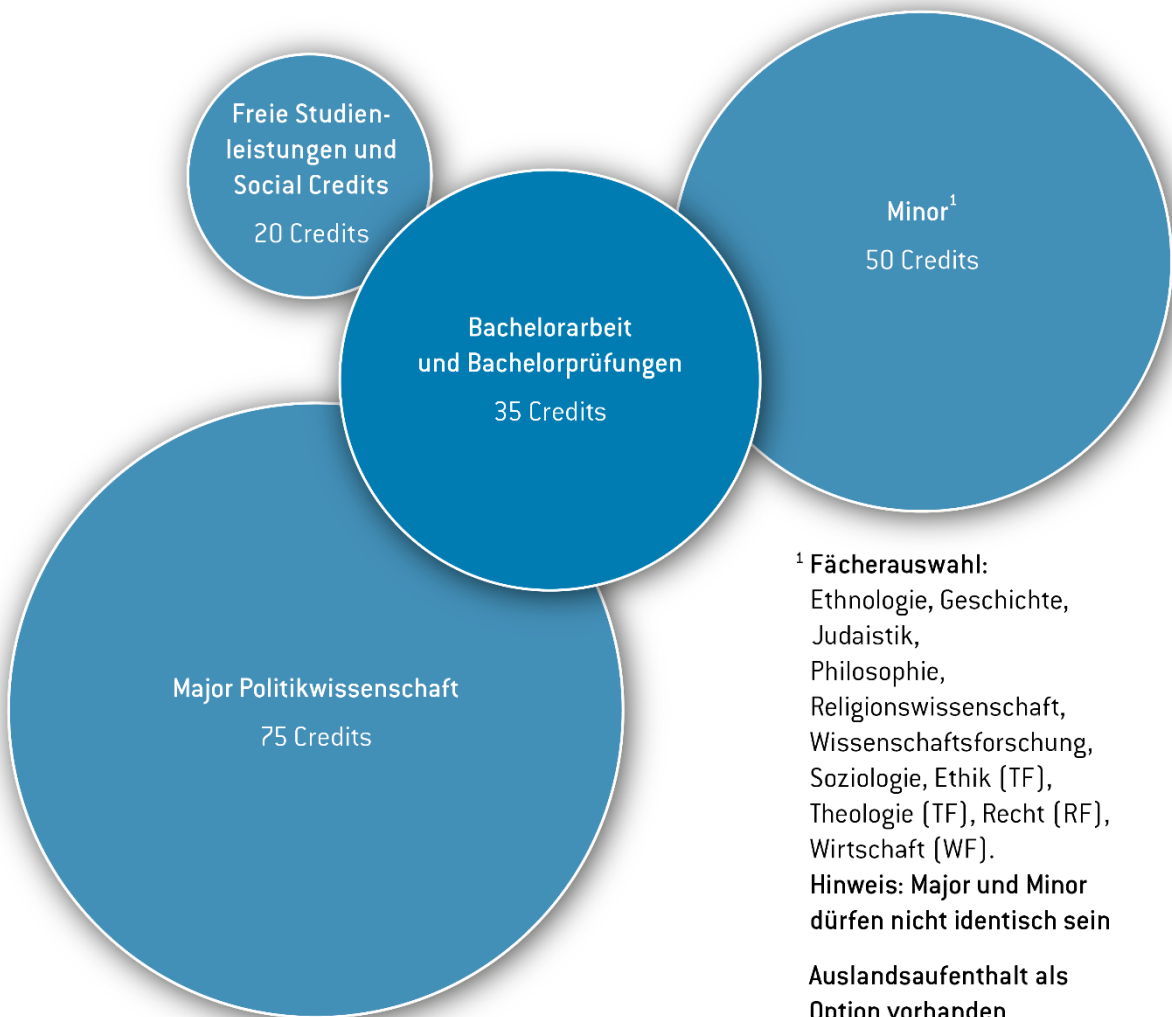 Freie Studien-
leistungen und
Social Credits
20 Credits
Minor¹
50 Credits
Bachelorarbeit
und Bachelorprüfungen
35 Credits
Major Politikwissenschaft
75 Credits
¹ Fächerauswahl:
Ethnologie, Geschichte,
Judaistik,
Philosophie,
Religionswissenschaft,
Wissenschaftsforschung,
Soziologie, Ethik (TF),
Theologie (TF), Recht (RF),
Wirtschaft (WF).
Hinweis: Major und Minor
dürfen nicht identisch sein
Auslandsaufenthalt als
Option vorhanden